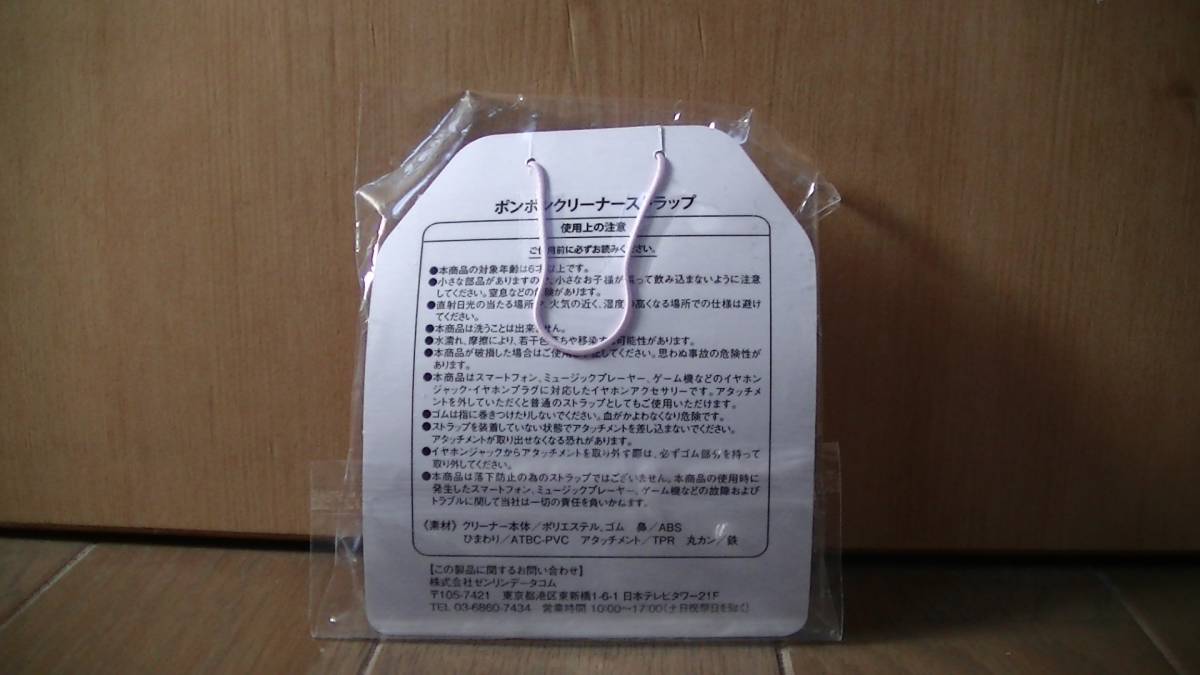 ポンポンクリーナーストラップ
使用上の注意
ご使用前に必ずお読みください。
●本商品の対象年齢は6才以上です。
●小さな部品がありますので、小さなお子様が誤って飲み込まないように注意
してください。窒息などの危険があります。
●直射日光の当たる場所や、火気の近く、湿度の高くなる場所での仕様は避け
てください。
●本商品は洗うことは出来ません。
●水濡れ、摩擦により、若干色落ちや移染する可能性があります。
●本商品が破損した場合はご使用を中止してください。思わぬ事故の危険性が
あります。
●本商品はスマートフォン、ミュージックプレーヤー、ゲーム機などのイヤホン
ジャック・イヤホンプラグに対応したイヤホンアクセサリーです。アタッチメ
ントを外していただくと普通のストラップとしてもご使用いただけます。
●ゴムは指に巻きつけたりしないでください。血がかよわなくなり危険です。
●ストラップを装着していない状態でアタッチメントを差し込まないでください。
アタッチメントが取り出せなくなる恐れがあります。
●イヤホンジャックからアタッチメントを取り外す際は、必ずゴム部分を持って
取り外してください。
●本商品は落下防止の為のストラップではございません。本商品の使用時に
発生したスマートフォン、ミュージックプレーヤー、ゲーム機などの故障および
トラブルに関して当社は一切の責任を負いかねます。
《素材》 クリーナー本体／ポリエステル、ゴム 鼻／ABS
ひまわり／ATBC-PVC アタッチメント／TPR 丸カン／鉄
【この製品に関するお問い合わせ】
株式会社ゼンリンデータコム
〒105-7421 東京都港区東新橋1-6-1 日本テレビタワー21F
TEL 03-6860-7434 営業時間 10:00～17:00(土日祝祭日を除く)